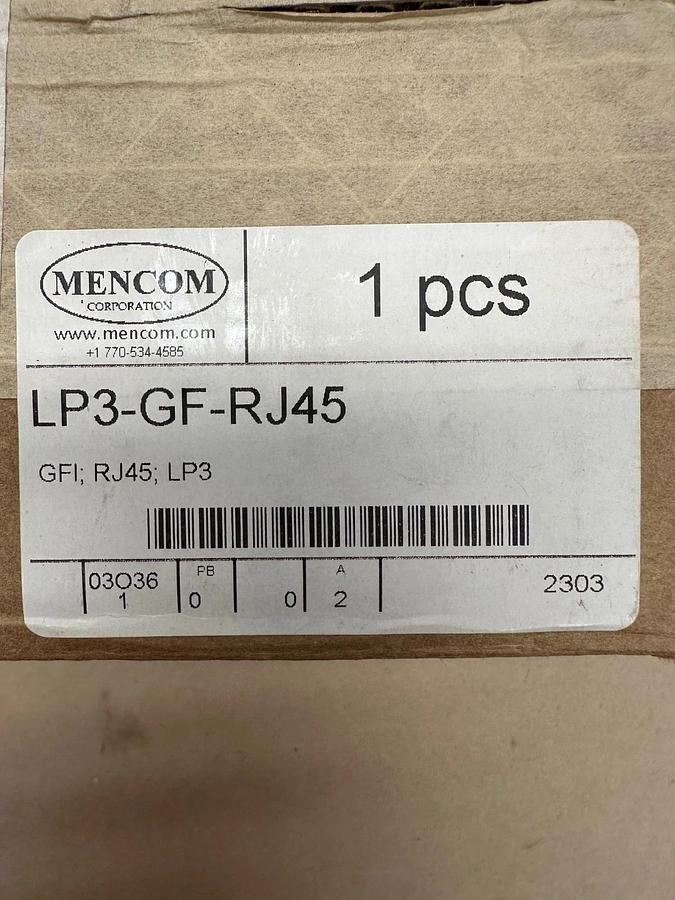 MENCOM
CORPORATION
www.mencom.com
+1 770-534-4585
1 pcs
LP3-GF-RJ45
GFI; RJ45; LP3
03O36
1
PB
0
0
A
2
2303